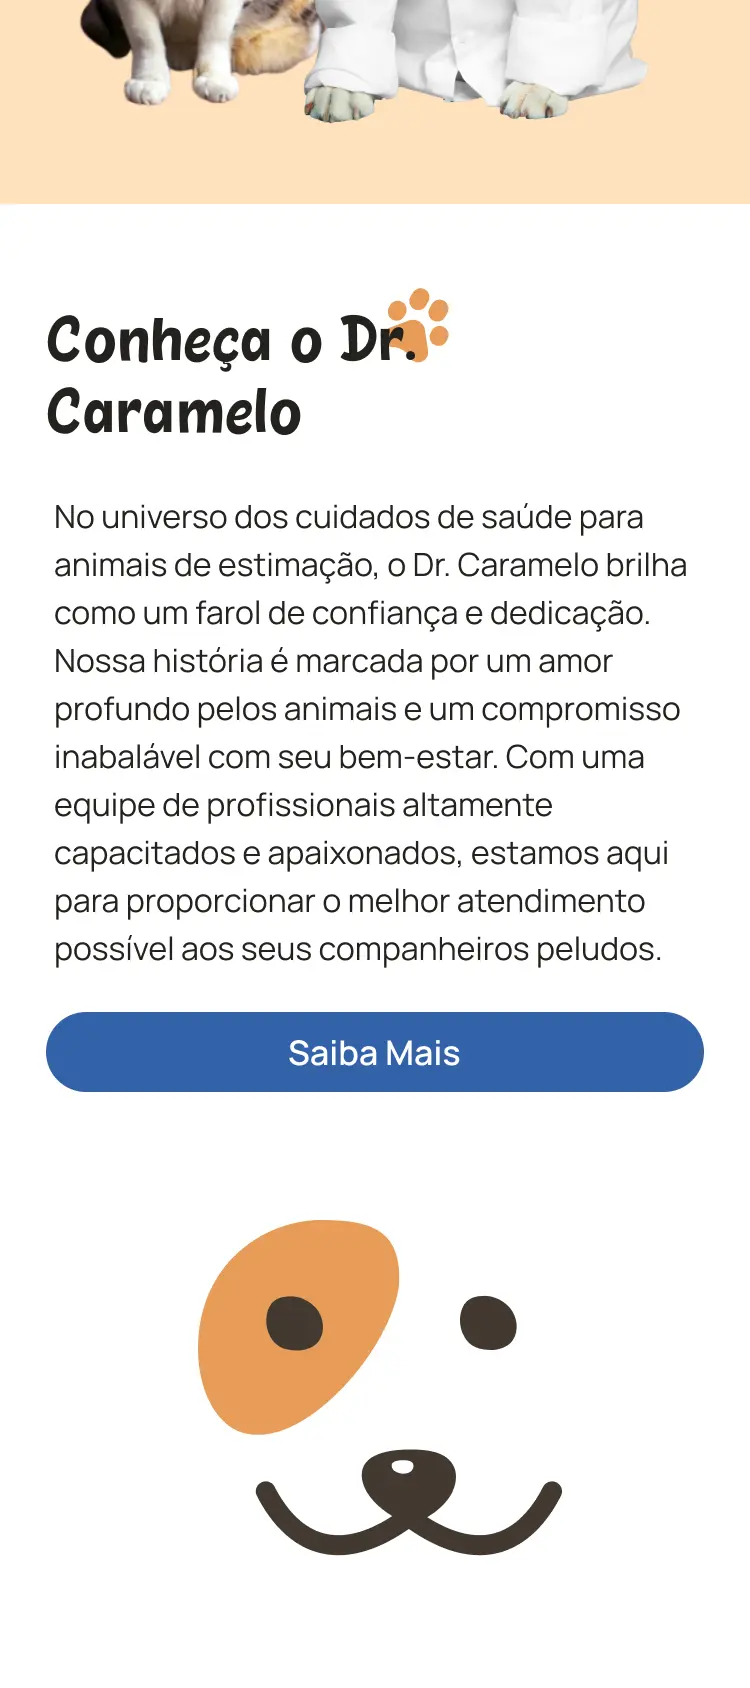 Conheça o Dr.
Caramelo
No universo dos cuidados de saúde para
animais de estimação, o Dr. Caramelo brilha
como um farol de confiança e dedicação.
Nossa história é marcada por um amor
profundo pelos animais e um compromisso
inabalável com seu bem-estar. Com uma
equipe de profissionais altamente
capacitados e apaixonados, estamos aqui
para proporcionar o melhor atendimento
possível aos seus companheiros peludos.
Saiba Mais